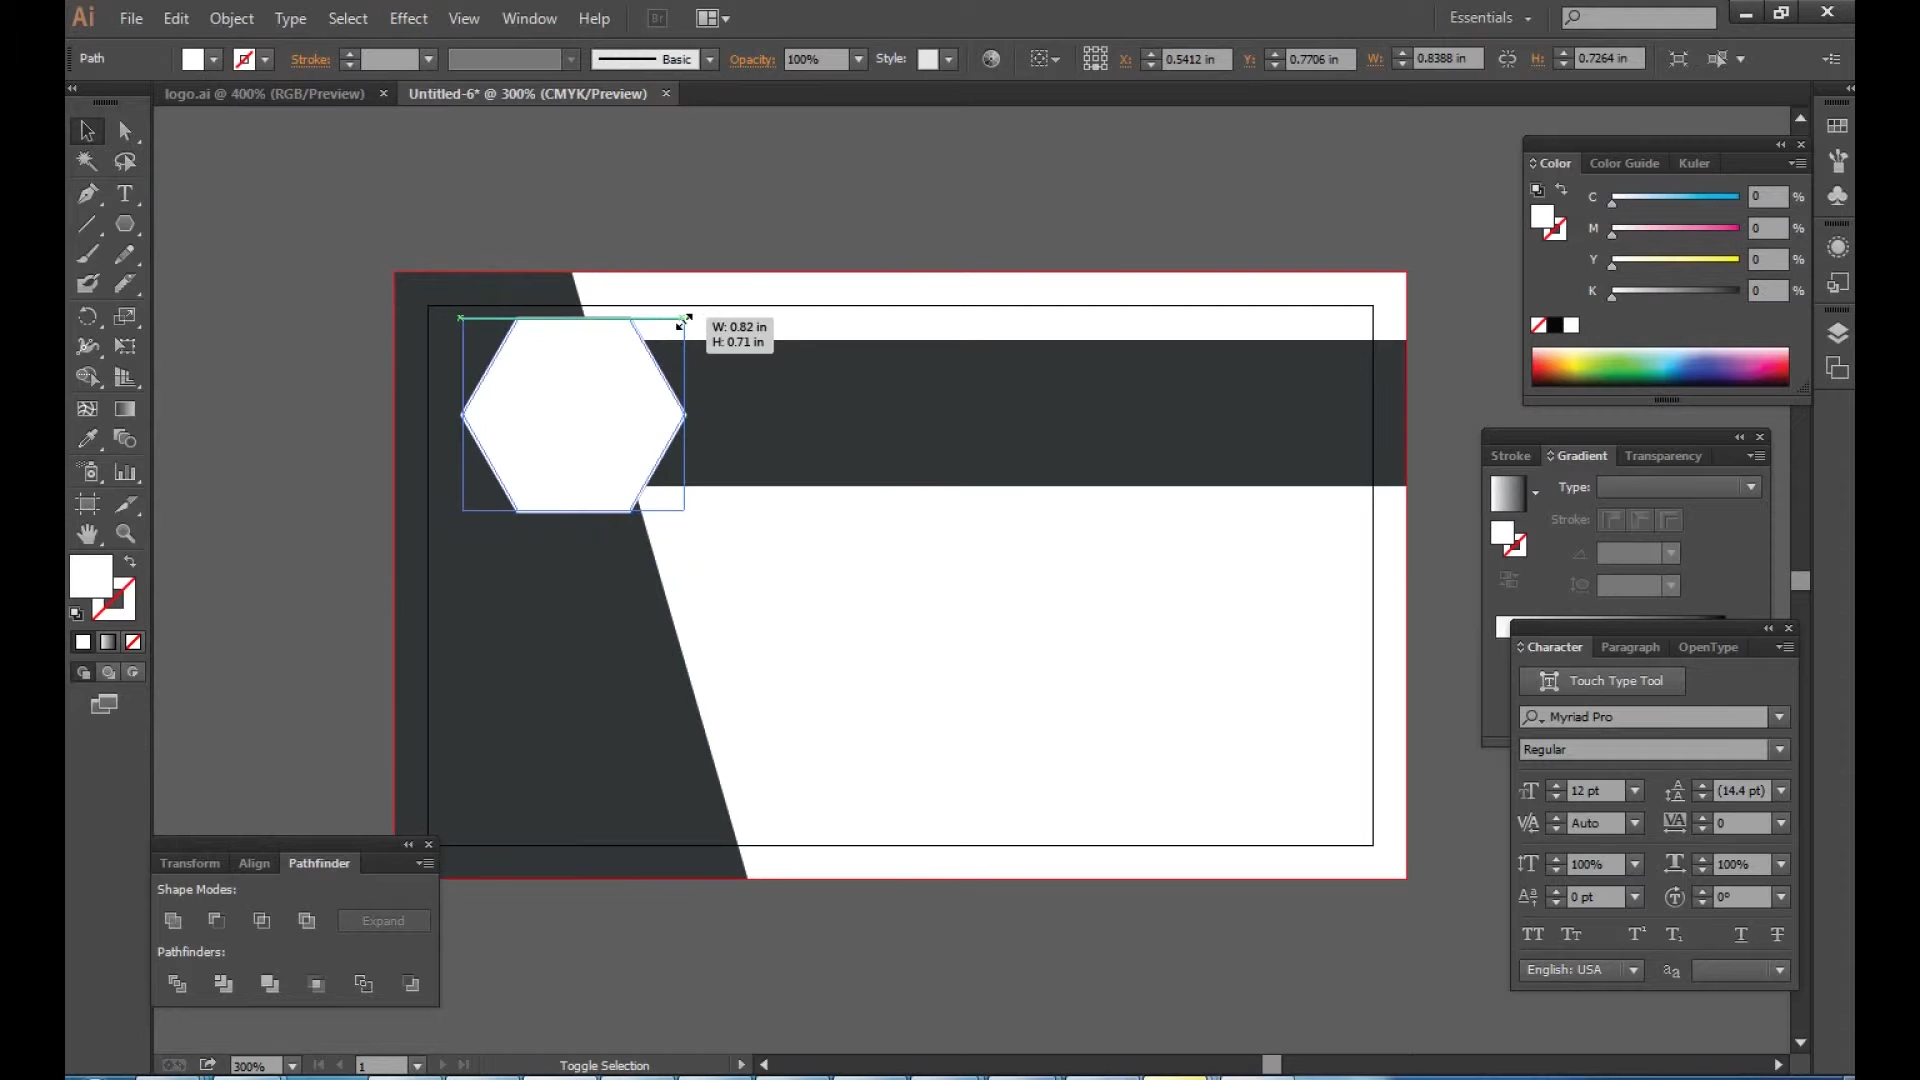 Ai File Edit Object Type Select Effect View Window Help Br Essentials
Path Stroke: Basic Opacity: 100% Style: X: 0.5412 in Y: 0.7706 in W: 0.8388 in H: 0.7264 in
logo.ai @ 400% (RGB/Preview) Untitled-6* @ 300% (CMYK/Preview)
Color Color Guide Kuler
C 0 %
M 0 %
Y 0 %
K 0 %
W: 0.82 in
H: 0.71 in
Stroke Gradient Transparency
Type:
Stroke:
Character Paragraph OpenType
Touch Type Tool
Myriad Pro
Regular
12 pt (14.4 pt)
Auto 0
100% 100%
0 pt 0°
English: USA
Transform Align Pathfinder
Shape Modes:
Expand
Pathfinders:
300% 1 Toggle Selection